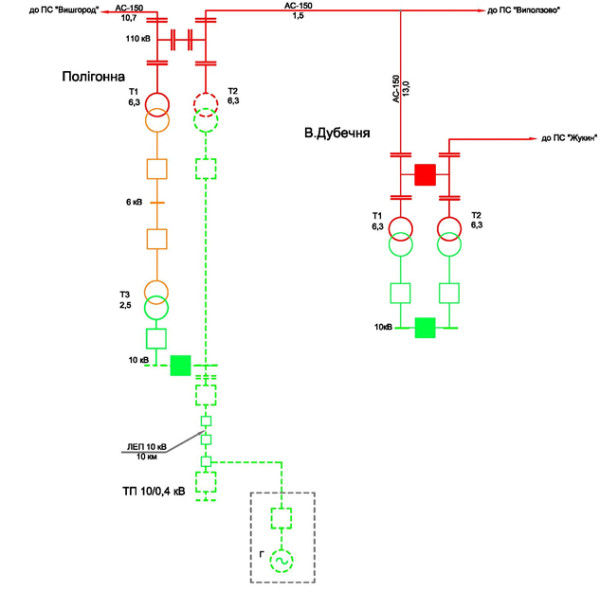 до ПС "Вишгород"
АС-150
10,7
АС-150
1,5
до ПС "Виползово"
110 кВ
Полігонна
Т1
6,3
Т2
6,3
АС-150
13,0
В.Дубечня
до ПС "Жукин"
6 кВ
Т1
6,3
Т2
6,3
Т3
2,5
10кВ
10 кВ
ЛЕП 10 кВ
10 км
ТП 10/0,4 кВ
Г